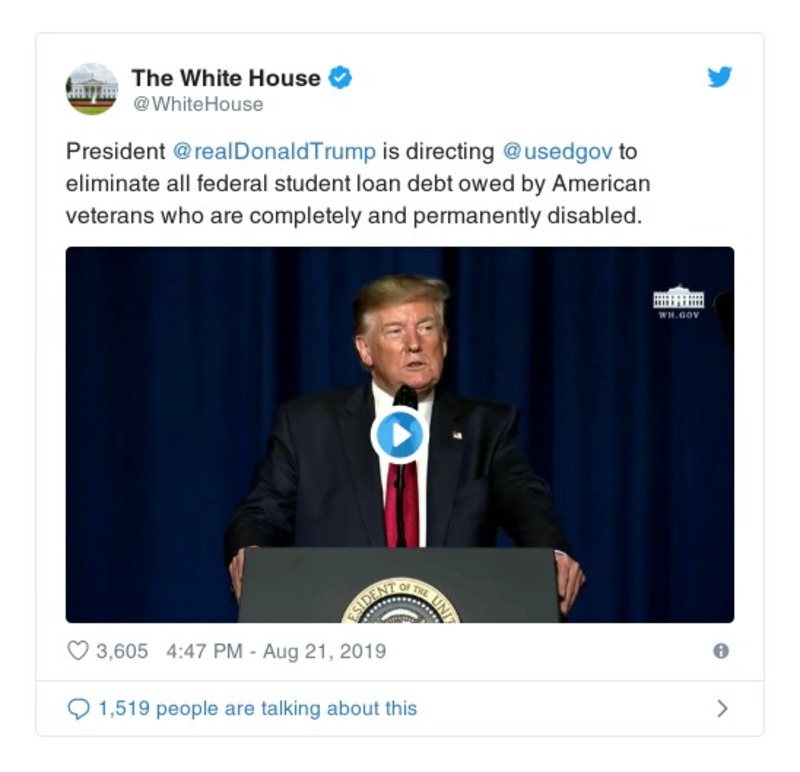 The White House
@WhiteHouse
President @realDonaldTrump is directing @usedgov to
eliminate all federal student loan debt owed by American
veterans who are completely and permanently disabled.
WH.GOV
ESIDENT OF THE UNIT
3,605 4:47 PM - Aug 21, 2019
1,519 people are talking about this